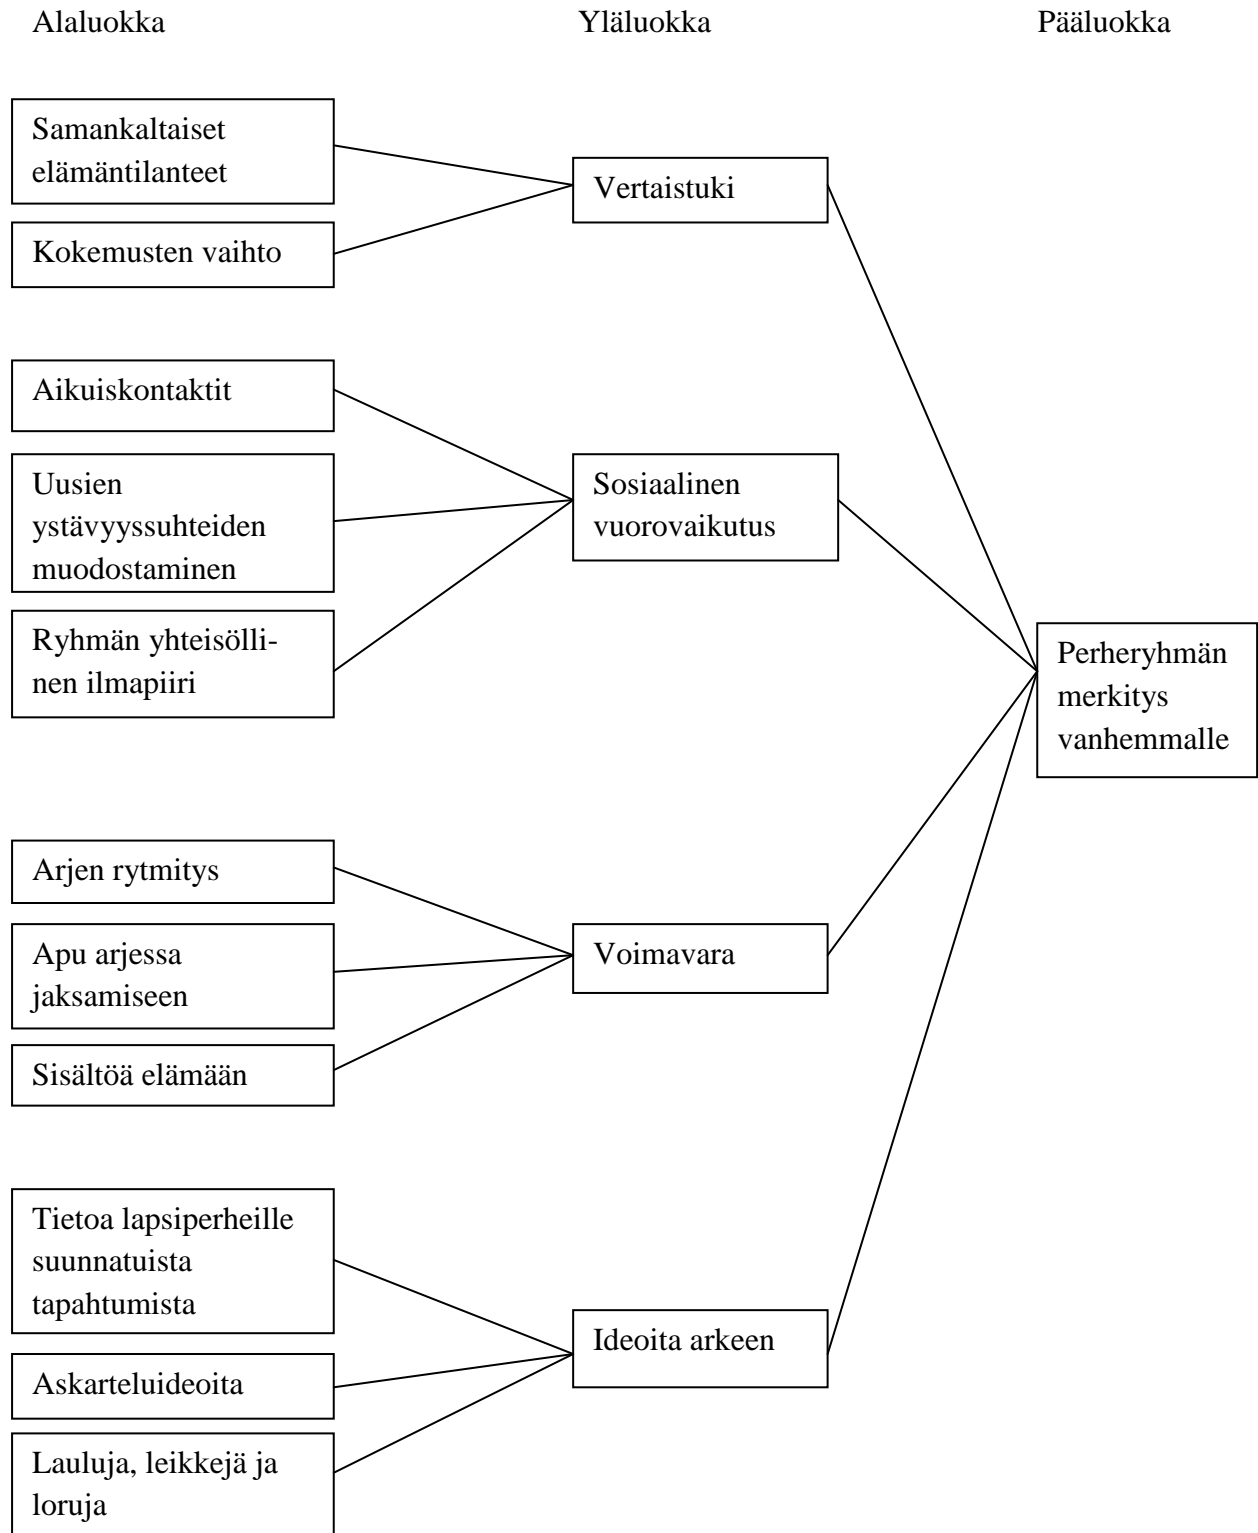 Alaluokka
Yläluokka
Pääluokka
Samankaltaiset
elämäntilanteet
Kokemusten vaihto
Vertaistuki
Aikuiskontaktit
Uusien
ystävyyssuhteiden
muodostaminen
Ryhmän yhteisölli-
nen ilmapiiri
Sosiaalinen
vuorovaikutus
Perheryhmän
merkitys
vanhemmalle
Arjen rytmitys
Apu arjessa
jaksamiseen
Sisältöä elämään
Voimavara
Tietoa lapsiperheille
suunnatuista
tapahtumista
Askarteluideoita
Lauluja, leikkejä ja
loruja
Ideoita arkeen